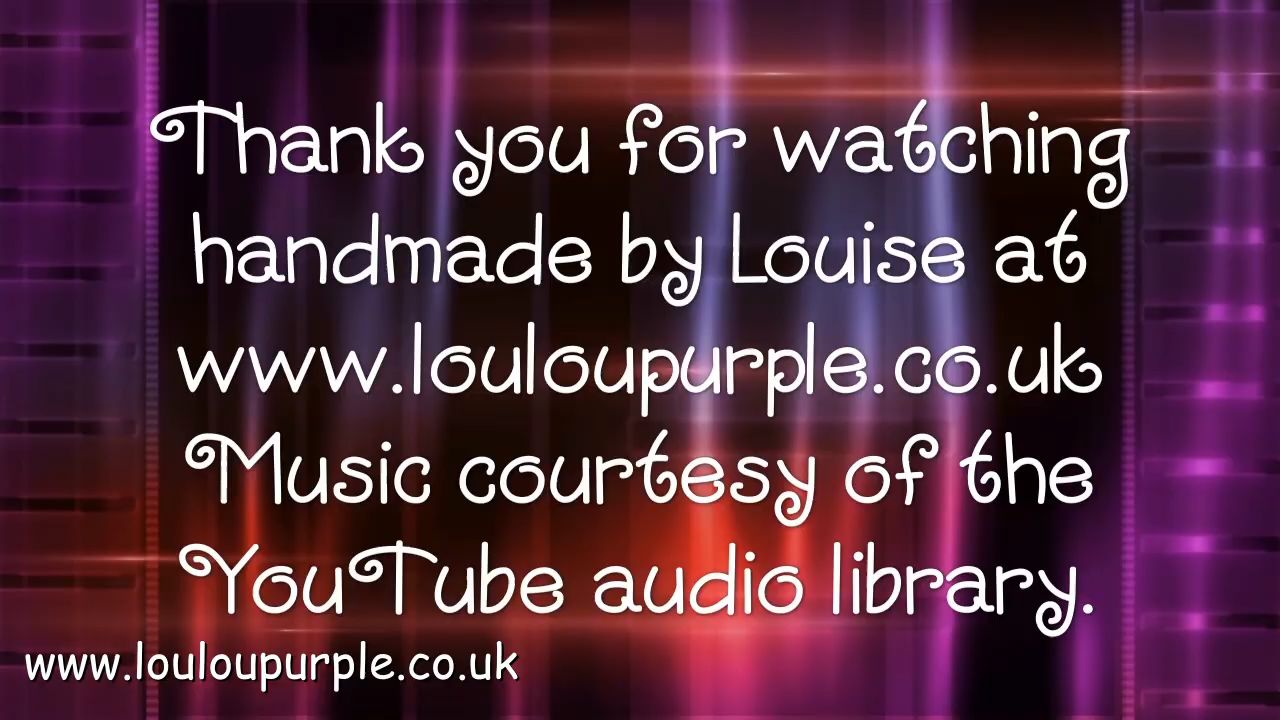 Thank you for watching
handmade by Louise at
www.louloupurple.co.uk
Music courtesy of the
YouTube audio library.
www.louloupurple.co.uk